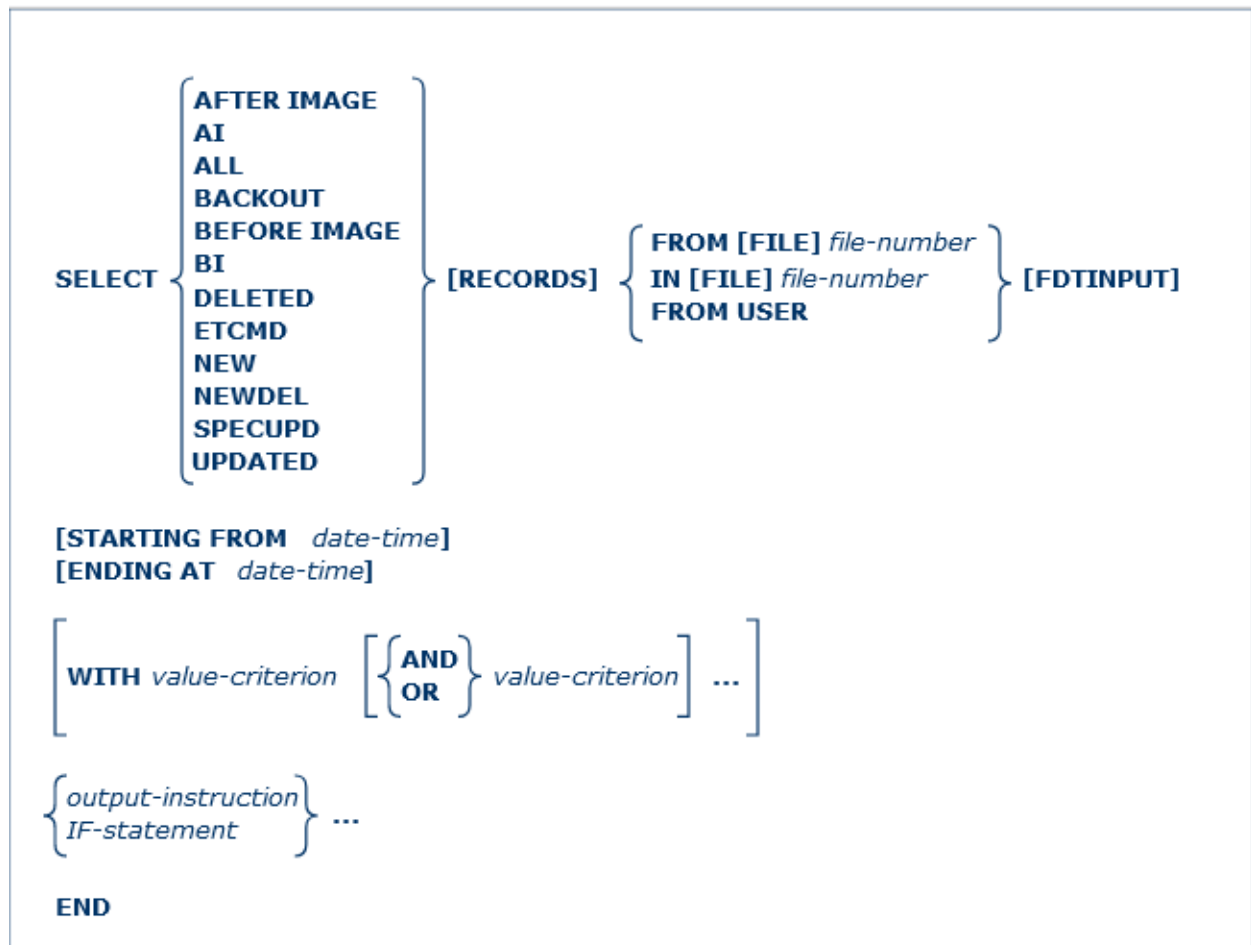 AFTER IMAGE
AI
ALL
BACKOUT
BEFORE IMAGE
BI
SELECT
DELETED
ETCMD
NEW
NEWDEL
SPECUPD
UPDATED
[RECORDS]
FROM [FILE] file-number
IN [FILE] file-number
FROM USER
[FDTINPUT]
[STARTING FROM date-time]
[ENDING AT date-time]
[WITH value-criterion [{AND
OR} value-criterion] ...]
{output-instruction
IF-statement} ...
END